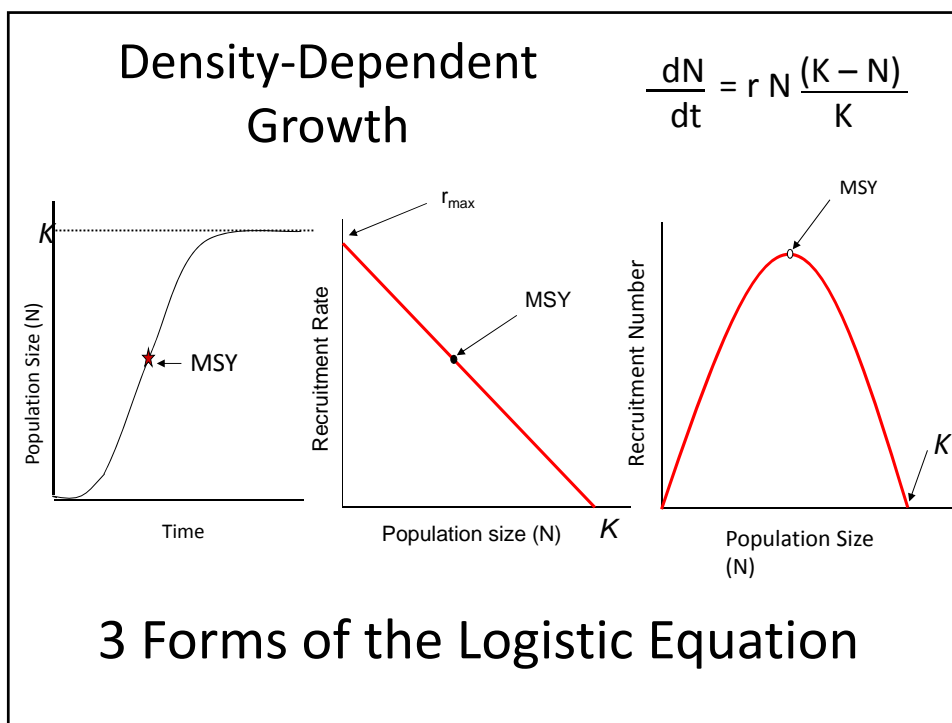 Density-Dependent
Growth
dN
dt
= r N
(K – N)
K
K
Population Size (N)
MSY
Time
r max
Recruitment Rate
MSY
Population size (N)
K
MSY
Recruitment Number
K
Population Size
(N)
3 Forms of the Logistic Equation